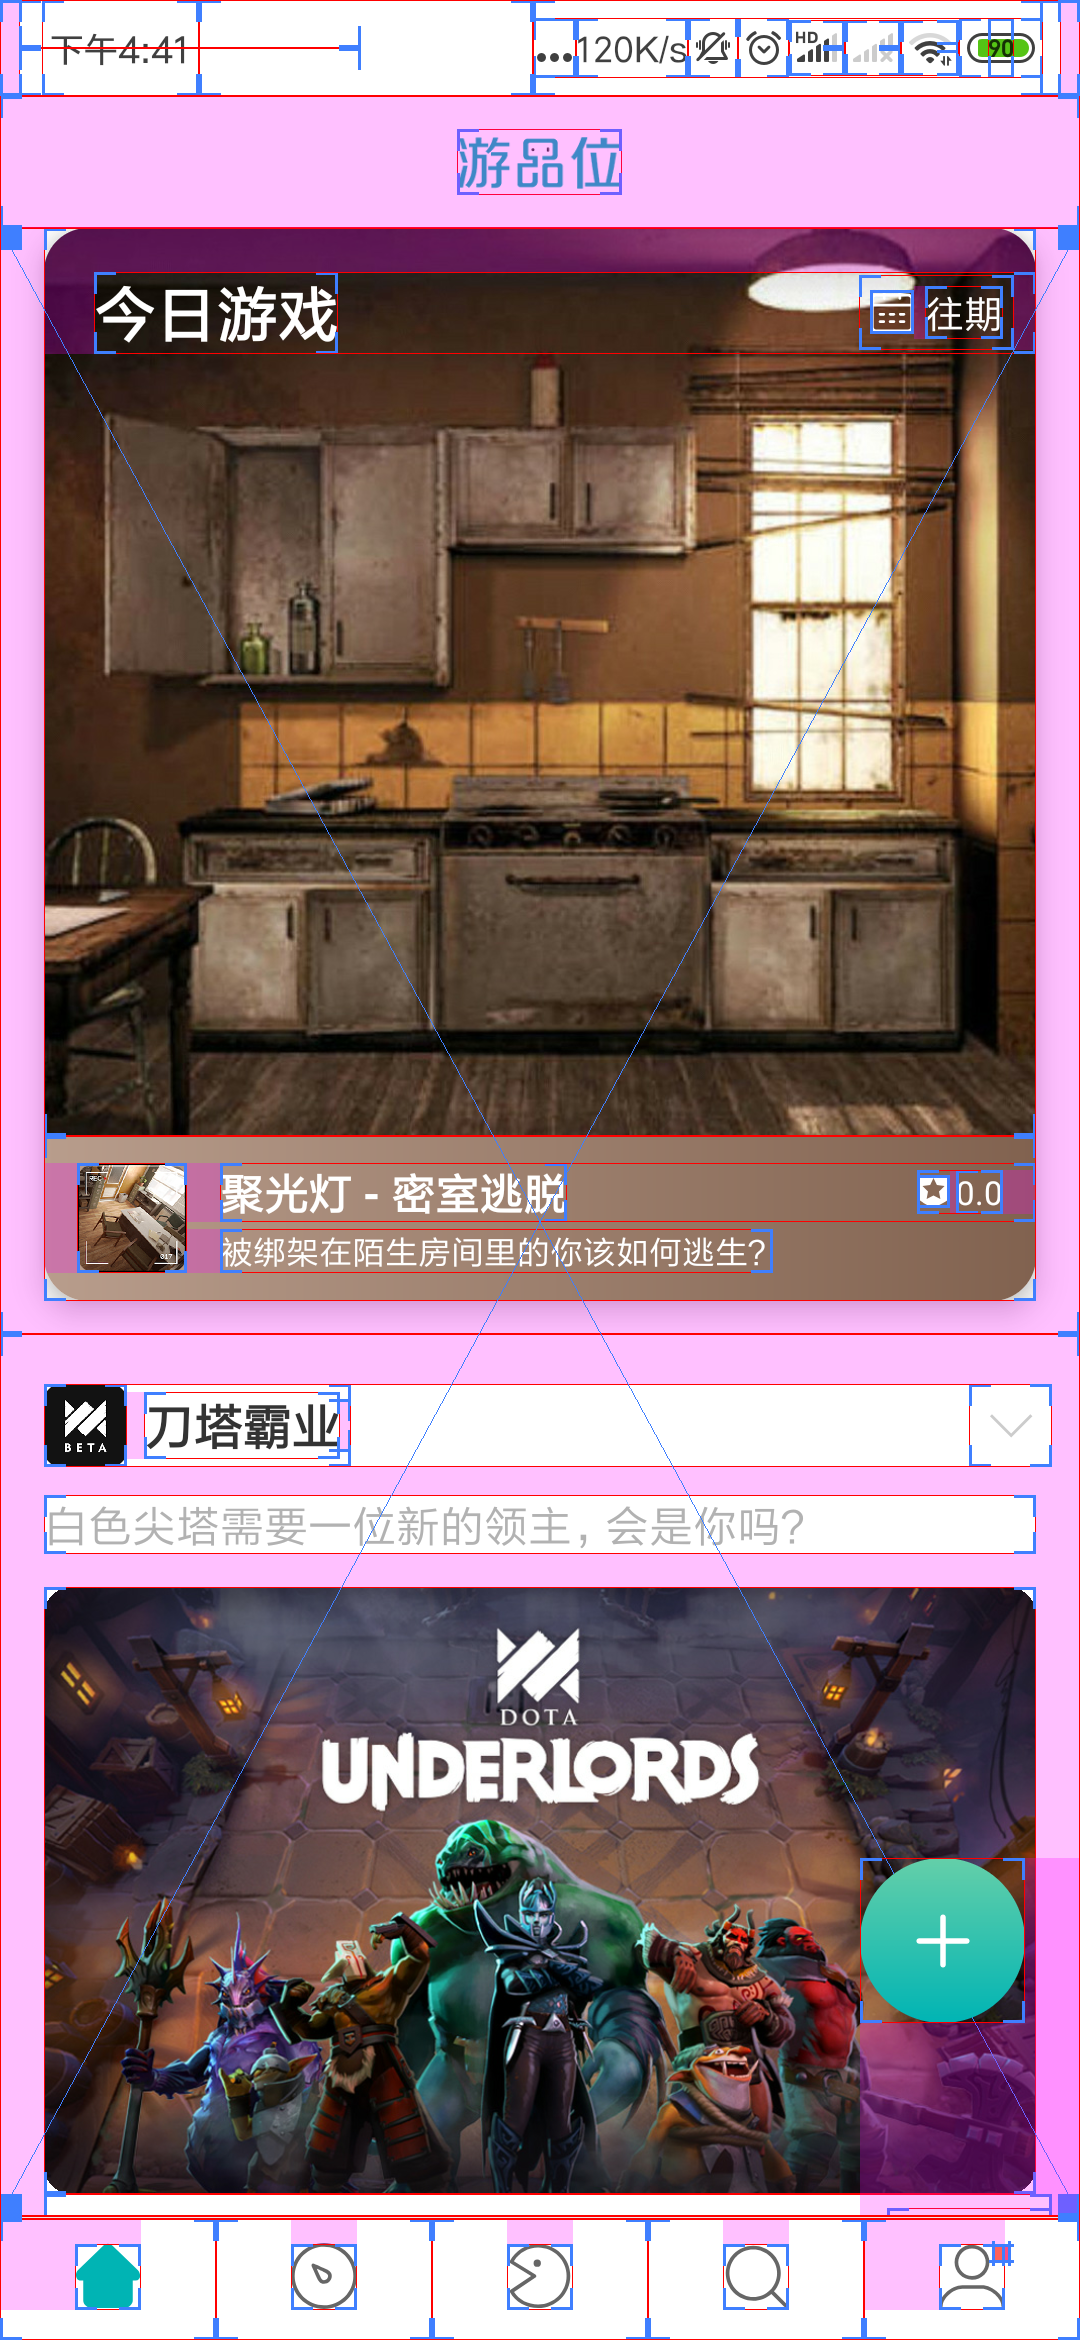 下午4:41
...120K/s
HD
90
游品位
今日游戏
往期
聚光灯 - 密室逃脱
0.0
REC
017
被绑架在陌生房间里的你该如何逃生?
BETA
刀塔霸业
白色尖塔需要一位新的领主，会是你吗?
DOTA
UNDERLORDS